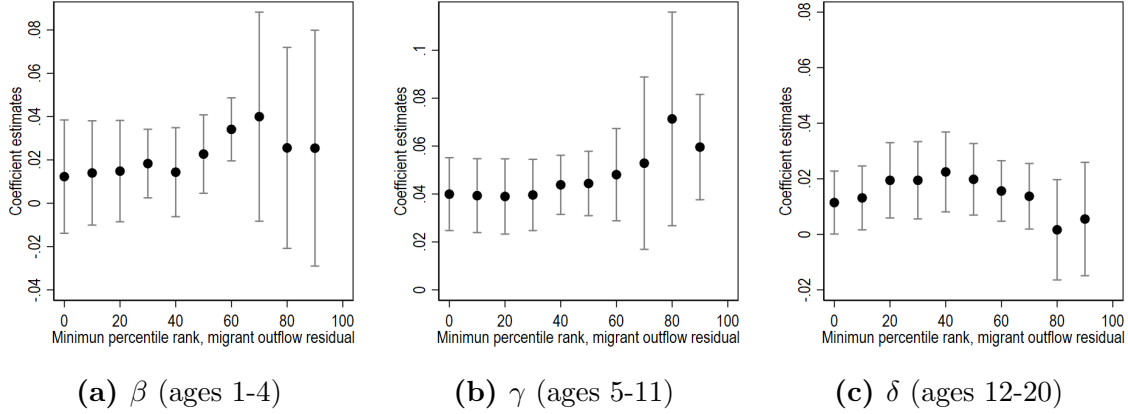 Coefficient estimates
.08
.06
.04
.02
0
-.02
-.04
0 20 40 60 80 100
Minimun percentile rank, migrant outflow residual
(a) β (ages 1-4)
Coefficient estimates
.1
.08
.06
.04
.02
0
0 20 40 60 80 100
Minimun percentile rank, migrant outflow residual
(b) γ (ages 5-11)
Coefficient estimates
.08
.06
.04
.02
0
-.02
0 20 40 60 80 100
Minimun percentile rank, migrant outflow residual
(c) δ (ages 12-20)